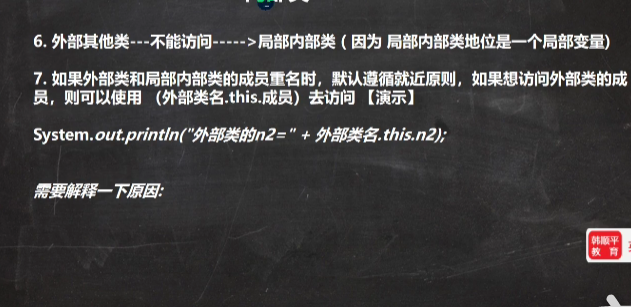 6. 外部其他类---不能访问----->局部内部类 ( 因为 局部内部类地位是一个局部变量)
7. 如果外部类和局部内部类的成员重名时，默认遵循就近原则，如果想访问外部类的成
员，则可以使用 （外部类名.this.成员）去访问 【演示】
System.out.println("外部类的n2=" + 外部类名.this.n2);
需要解释一下原因:
韩顺平
教 育